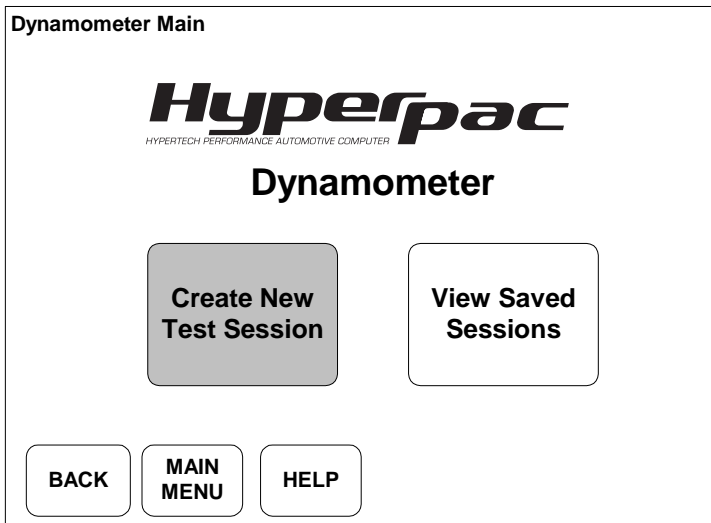 Dynamometer Main
Hyperpac
HYPERTECH PERFORMANCE AUTOMOTIVE COMPUTER
Dynamometer
Create New
Test Session
View Saved
Sessions
BACK
MAIN
MENU
HELP